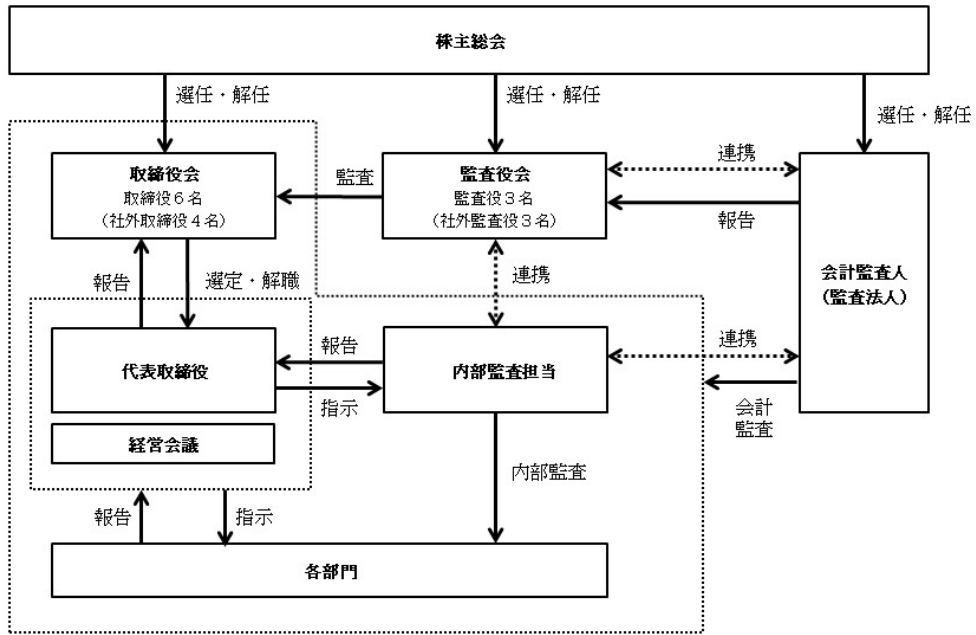 株主総会
選任・解任
選任・解任
選任・解任
取締役会
取締役6名
(社外取締役4名)
監査
監査役会
監査役3名
(社外監査役3名)
連携
報告
会計監査人
(監査法人)
報告
選定・解職
連携
代表取締役
報告
指示
内部監査担当
連携
会計
監査
経営会議
報告
指示
内部監査
各部門